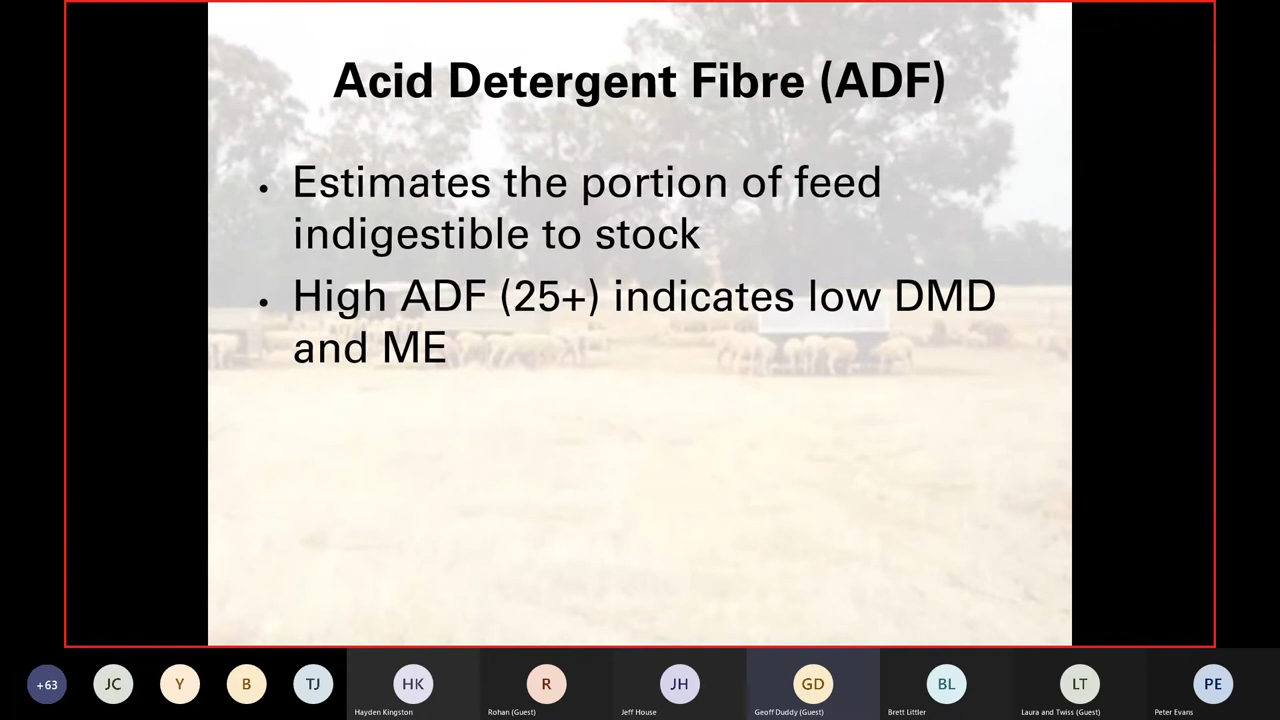 Acid Detergent Fibre (ADF)
• Estimates the portion of feed
indigestible to stock
• High ADF (25+) indicates low DMD
and ME
+63
JC
Y
B
TJ
HK
R
JH
GD
BL
LT
PE
Hayden Kingston
Rohan (Guest)
Jeff House
Geoff Duddy (Guest)
Brett Littler
Laura and Twiss (Guest)
Peter Evans